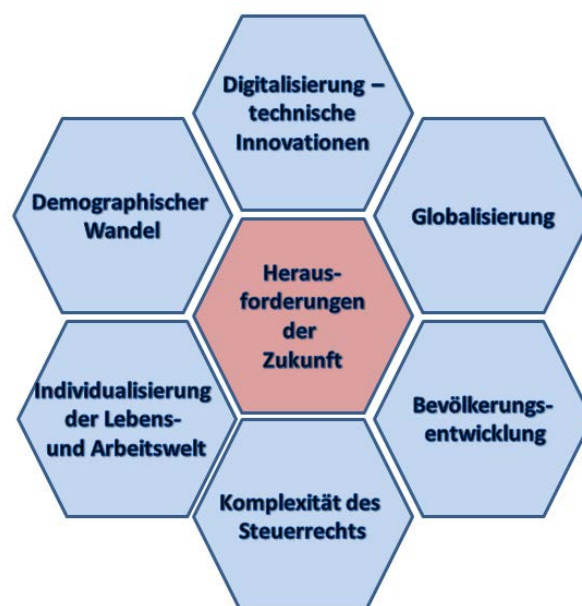 Digitalisierung –
technische
Innovationen
Demographischer
Wandel
Globalisierung
Heraus-
forderungen
der
Zukunft
Individualisierung
der Lebens-
und Arbeitswelt
Bevölkerungs-
entwicklung
Komplexität des
Steuerrechts